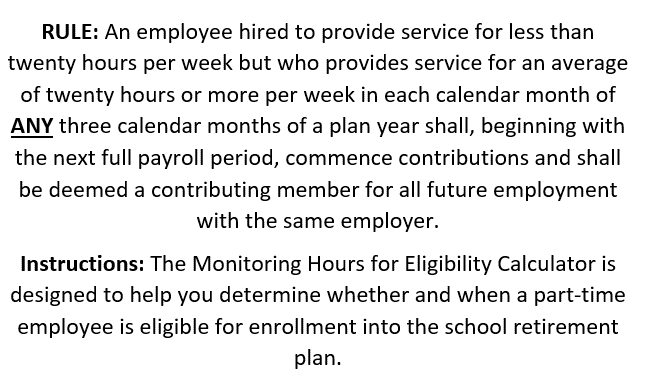 RULE: An employee hired to provide service for less than
twenty hours per week but who provides service for an average
of twenty hours or more per week in each calendar month of
ANY three calendar months of a plan year shall, beginning with
the next full payroll period, commence contributions and shall
be deemed a contributing member for all future employment
with the same employer.
Instructions: The Monitoring Hours for Eligibility Calculator is
designed to help you determine whether and when a part-time
employee is eligible for enrollment into the school retirement
plan.